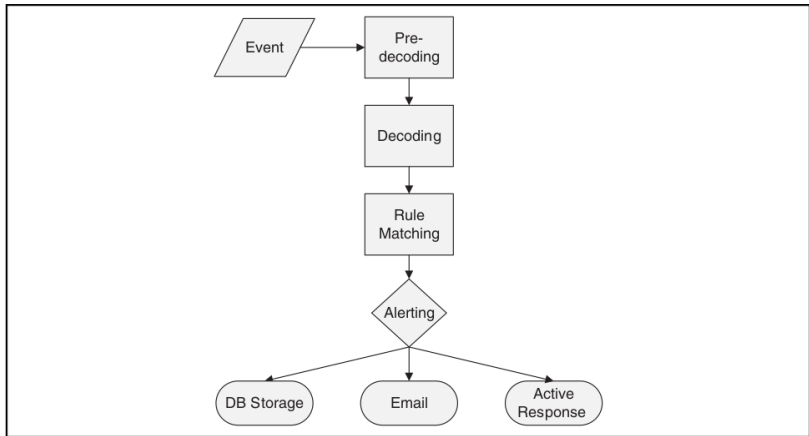 Event
Pre-
decoding
Decoding
Rule
Matching
Alerting
DB Storage
Email
Active
Response